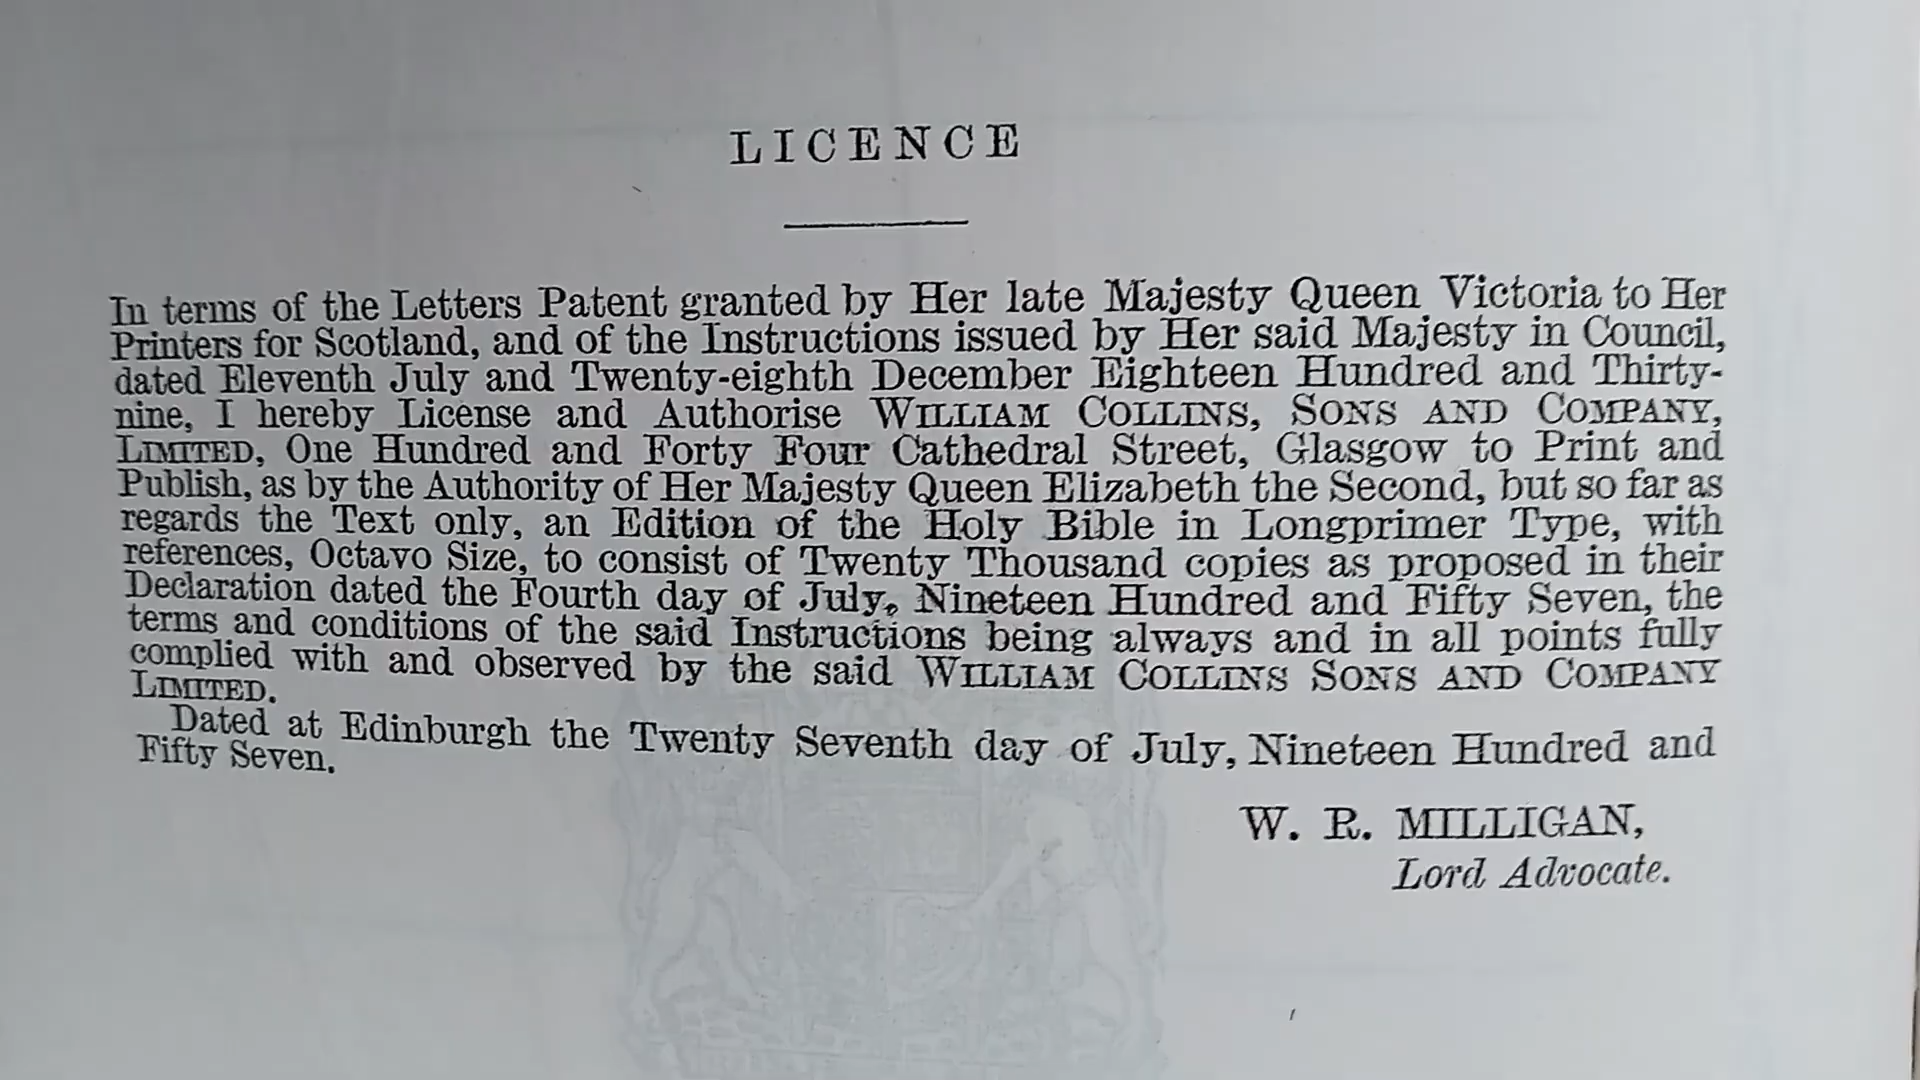 LICENCE
In terms of the Letters Patent granted by Her late Majesty Queen Victoria to Her
Printers for Scotland, and of the Instructions issued by Her said Majesty in Council,
dated Eleventh July and Twenty-eighth December Eighteen Hundred and Thirty-
nine, I hereby License and Authorise WILLIAM COLLINS, SONS AND COMPANY,
LIMITED, One Hundred and Forty Four Cathedral Street, Glasgow to Print and
Publish, as by the Authority of Her Majesty Queen Elizabeth the Second, but so far as
regards the Text only, an Edition of the Holy Bible in Longprimer Type, with
references, Octavo Size, to consist of Twenty Thousand copies as proposed in their
Declaration dated the Fourth day of July, Nineteen Hundred and Fifty Seven, the
terms and conditions of the said Instructions being always and in all points fully
complied with and observed by the said WILLIAM COLLINS SONS AND COMPANY
LIMITED.
Dated at Edinburgh the Twenty Seventh day of July, Nineteen Hundred and
Fifty Seven.
W. R. MILLIGAN,
Lord Advocate.